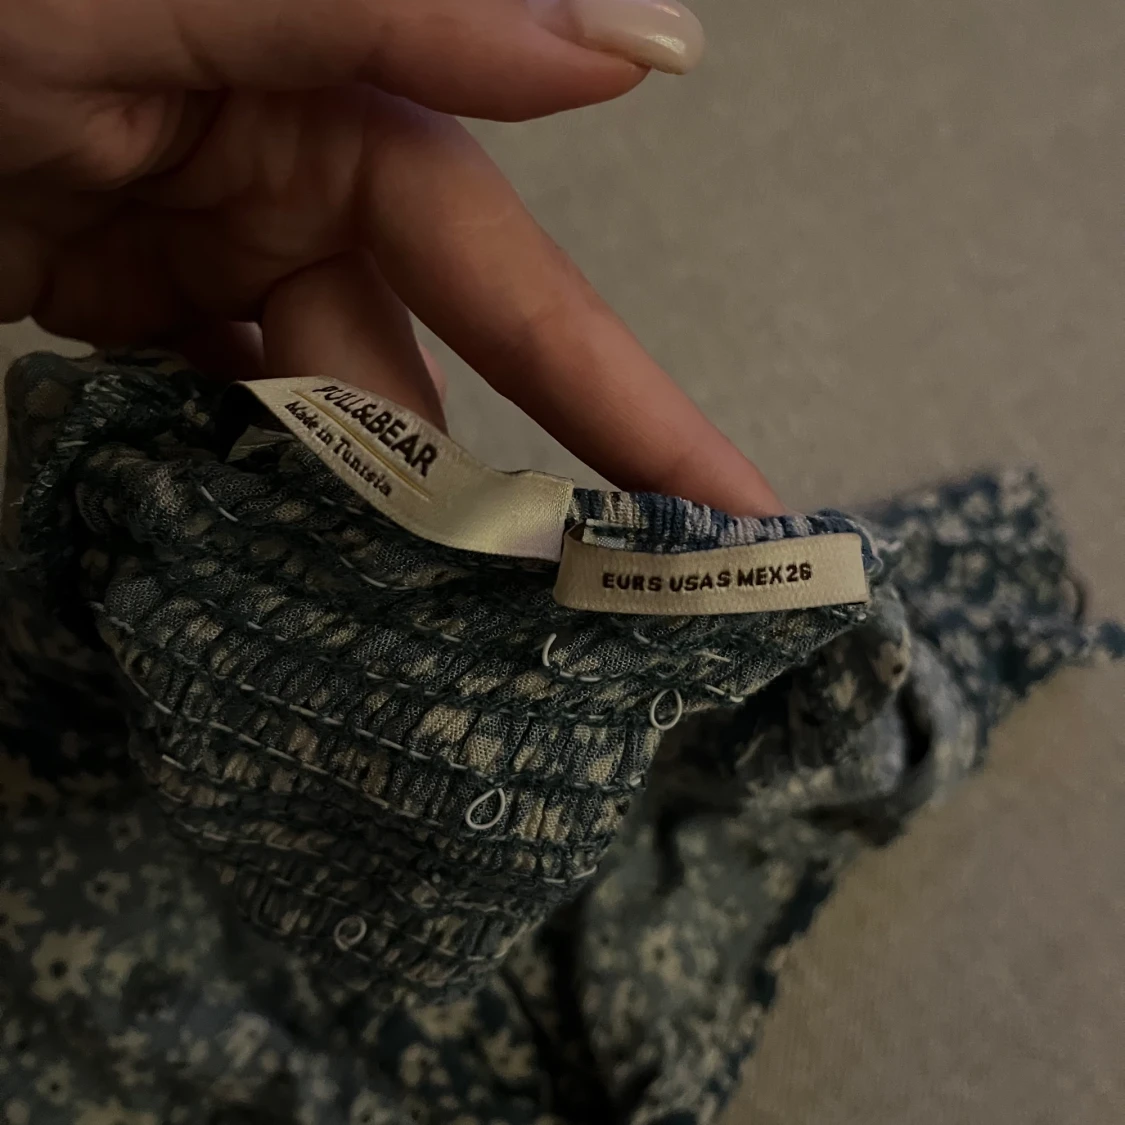 PULL&BEAR
Made in Tunisia
EUR S USA S MEX 26